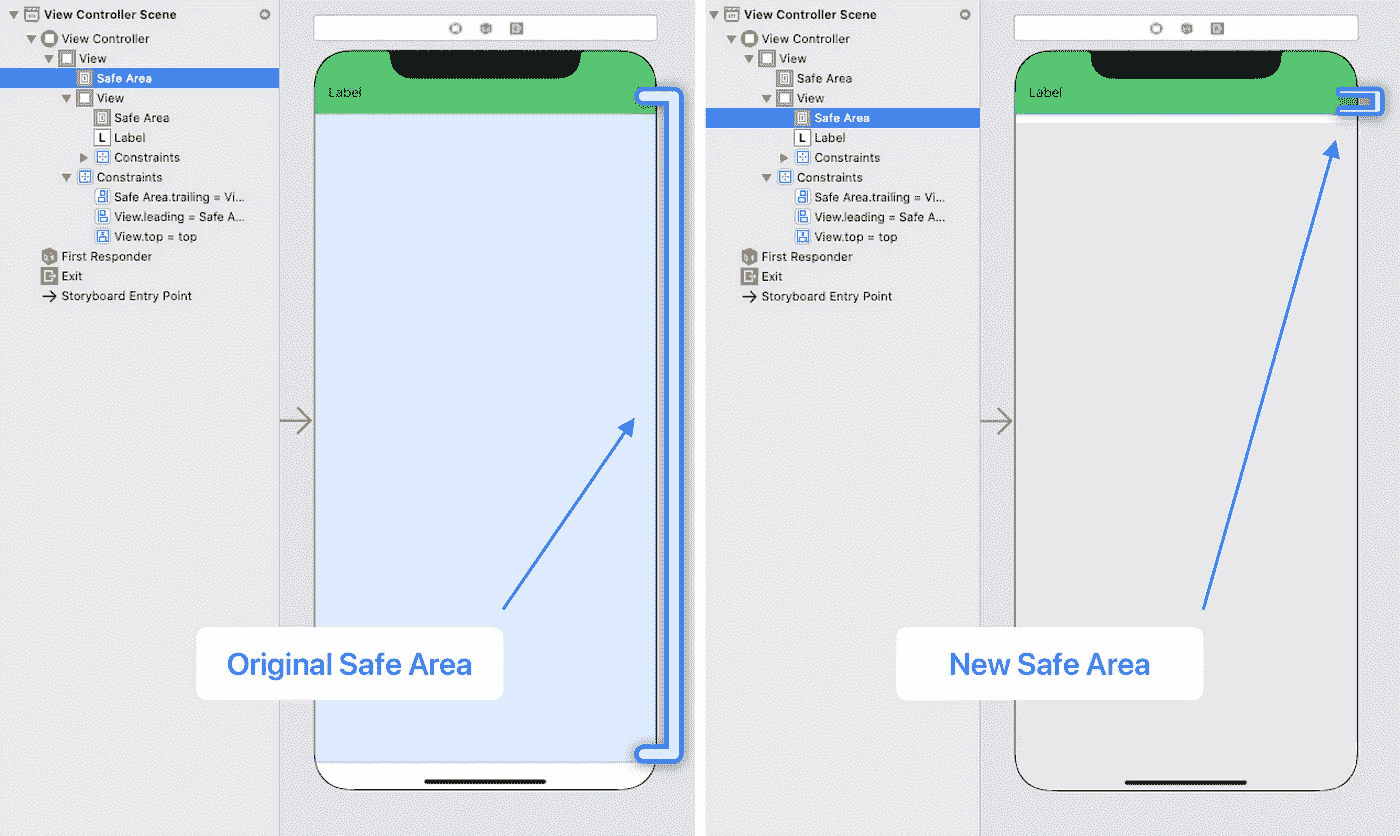 View Controller Scene
View Controller
View
Safe Area
View
Safe Area
L Label
Constraints
Constraints
Safe Area.trailing = Vi...
View.leading = Safe A...
View.top = top
First Responder
Exit
Storyboard Entry Point
Label
Original Safe Area
View Controller Scene
View Controller
View
Safe Area
View
Safe Area
L Label
Constraints
Constraints
Safe Area.trailing = Vi...
View.leading = Safe A...
View.top = top
First Responder
Exit
Storyboard Entry Point
Label
New Safe Area